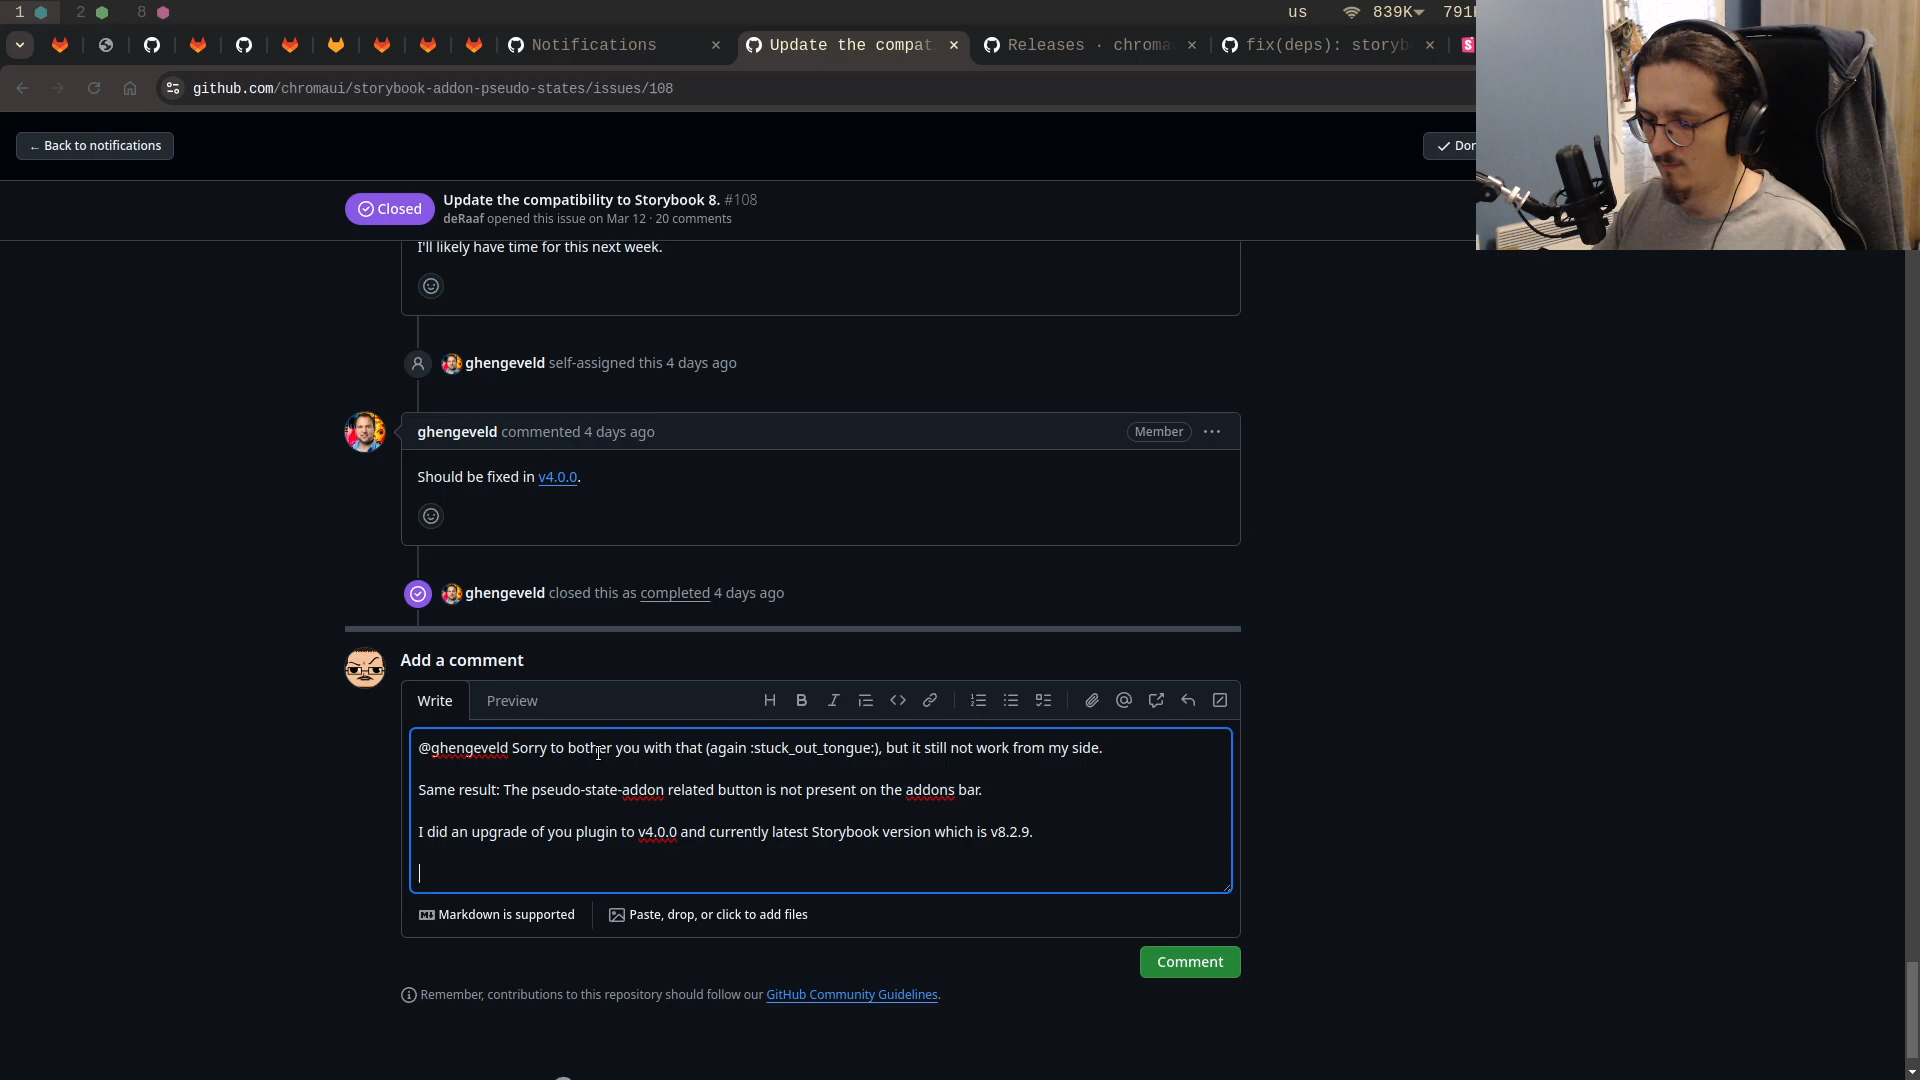 1 2 8 us 839K 791
Notifications Update the compat Releases · chroma fix(deps): storyb
github.com/chromaui/storybook-addon-pseudo-states/issues/108
← Back to notifications
Closed
Update the compatibility to Storybook 8. #108
deRaaf opened this issue on Mar 12 · 20 comments
I'll likely have time for this next week.
ghengeveld self-assigned this 4 days ago
ghengeveld commented 4 days ago Member
Should be fixed in v4.0.0.
ghengeveld closed this as completed 4 days ago
Add a comment
Write Preview
@ghengeveld Sorry to bother you with that (again :stuck_out_tongue:), but it still not work from my side.
Same result: The pseudo-state-addon related button is not present on the addons bar.
I did an upgrade of you plugin to v4.0.0 and currently latest Storybook version which is v8.2.9.
Markdown is supported Paste, drop, or click to add files
Comment
Remember, contributions to this repository should follow our GitHub Community Guidelines.